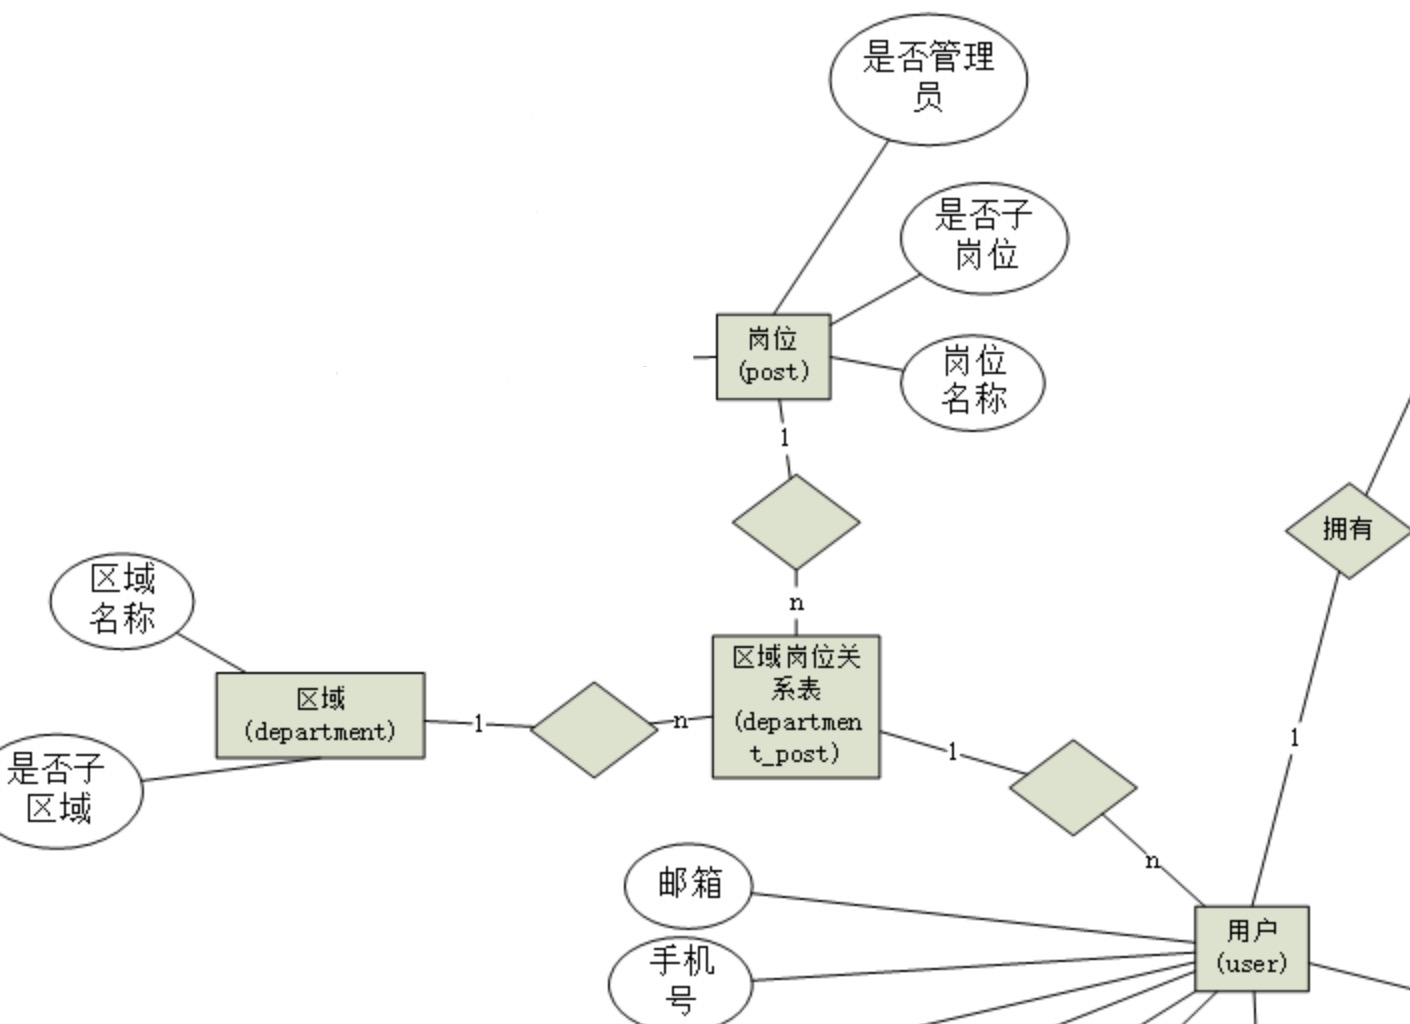 是否管理
员
是否子
岗位
岗位
(post)
岗位
名称
1
拥有
n
区域
名称
区域岗位关
系表
(departmen
t_post)
区域
(department)
1
n
1
1
是否子
区域
n
邮箱
用户
(user)
手机
号